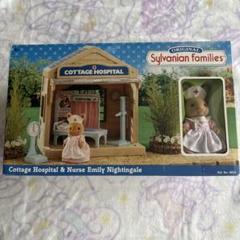 ORIGINAL
Sylvanian Families
COTTAGE HOSPITAL
Cottage Hospital & Nurse Emily Nightingale